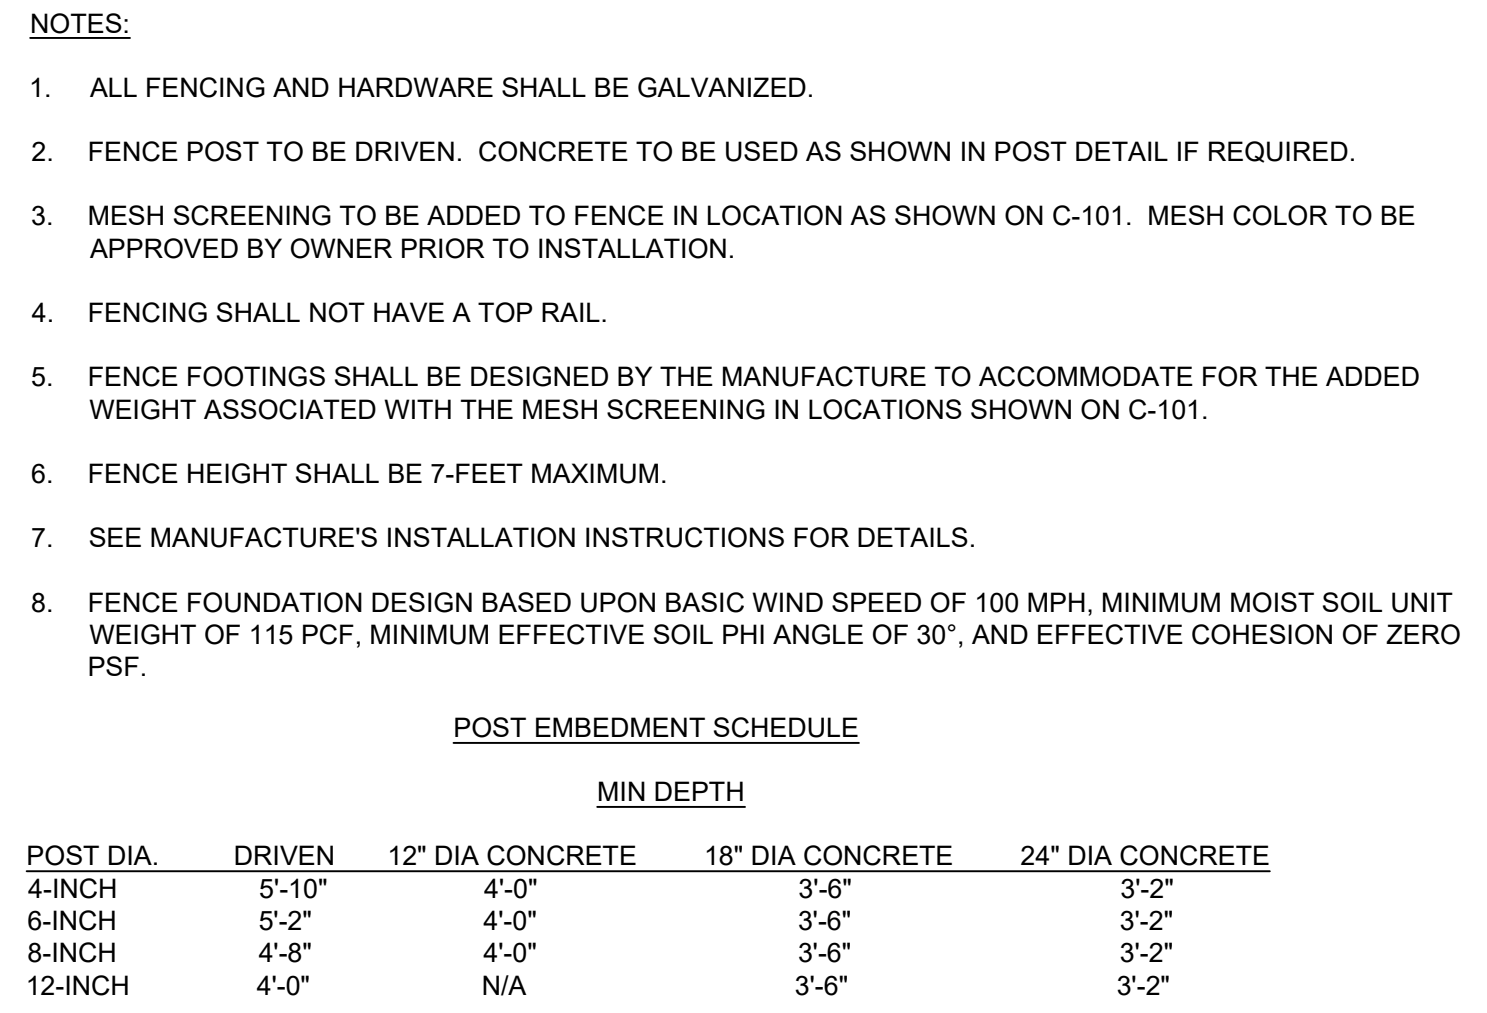 NOTES:
1. ALL FENCING AND HARDWARE SHALL BE GALVANIZED.
2. FENCE POST TO BE DRIVEN. CONCRETE TO BE USED AS SHOWN IN POST DETAIL IF REQUIRED.
3. MESH SCREENING TO BE ADDED TO FENCE IN LOCATION AS SHOWN ON C-101. MESH COLOR TO BE
APPROVED BY OWNER PRIOR TO INSTALLATION.
4. FENCING SHALL NOT HAVE A TOP RAIL.
5. FENCE FOOTINGS SHALL BE DESIGNED BY THE MANUFACTURE TO ACCOMMODATE FOR THE ADDED
WEIGHT ASSOCIATED WITH THE MESH SCREENING IN LOCATIONS SHOWN ON C-101.
6. FENCE HEIGHT SHALL BE 7-FEET MAXIMUM.
7. SEE MANUFACTURE'S INSTALLATION INSTRUCTIONS FOR DETAILS.
8. FENCE FOUNDATION DESIGN BASED UPON BASIC WIND SPEED OF 100 MPH, MINIMUM MOIST SOIL UNIT
WEIGHT OF 115 PCF, MINIMUM EFFECTIVE SOIL PHI ANGLE OF 30°, AND EFFECTIVE COHESION OF ZERO
PSF.
POST EMBEDMENT SCHEDULE
MIN DEPTH
POST DIA. DRIVEN 12" DIA CONCRETE 18" DIA CONCRETE 24" DIA CONCRETE
4-INCH 5'-10" 4'-0" 3'-6" 3'-2"
6-INCH 5'-2" 4'-0" 3'-6" 3'-2"
8-INCH 4'-8" 4'-0" 3'-6" 3'-2"
12-INCH 4'-0" N/A 3'-6" 3'-2"